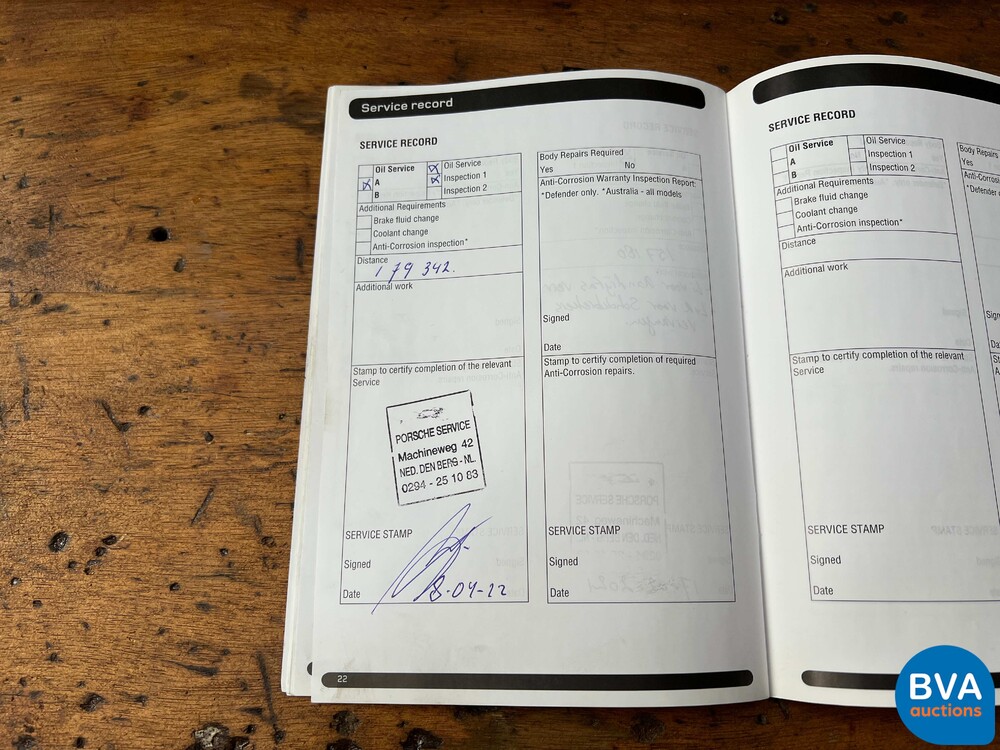 Service record
SERVICE RECORD
Oil Service
A
B
Oil Service
Inspection 1
Inspection 2
Additional Requirements
Brake fluid change
Coolant change
Anti-Corrosion inspection*
Distance
179 342.
Additional work
Stamp to certify completion of the relevant
Service
PORSCHE SERVICE
Machineweg 42
NED. DEN BERG - NL.
0294 - 25 10 83
SERVICE STAMP
Signed
Date
8-04-22
Body Repairs Required
Yes No
Anti-Corrosion Warranty Inspection Report:
*Defender only. *Australia - all models
Signed
Date
Stamp to certify completion of required
Anti-Corrosion repairs.
SERVICE STAMP
Signed
Date
22
SERVICE RECORD
Oil Service
A
B
Oil Service
Inspection 1
Inspection 2
Additional Requirements
Brake fluid change
Coolant change
Anti-Corrosion inspection*
Distance
Additional work
Stamp to certify completion of the relevant
Service
SERVICE STAMP
Signed
Date
Body Repairs
Yes
Anti-Corros
*Defender
Sign
Da
BVA
auctions